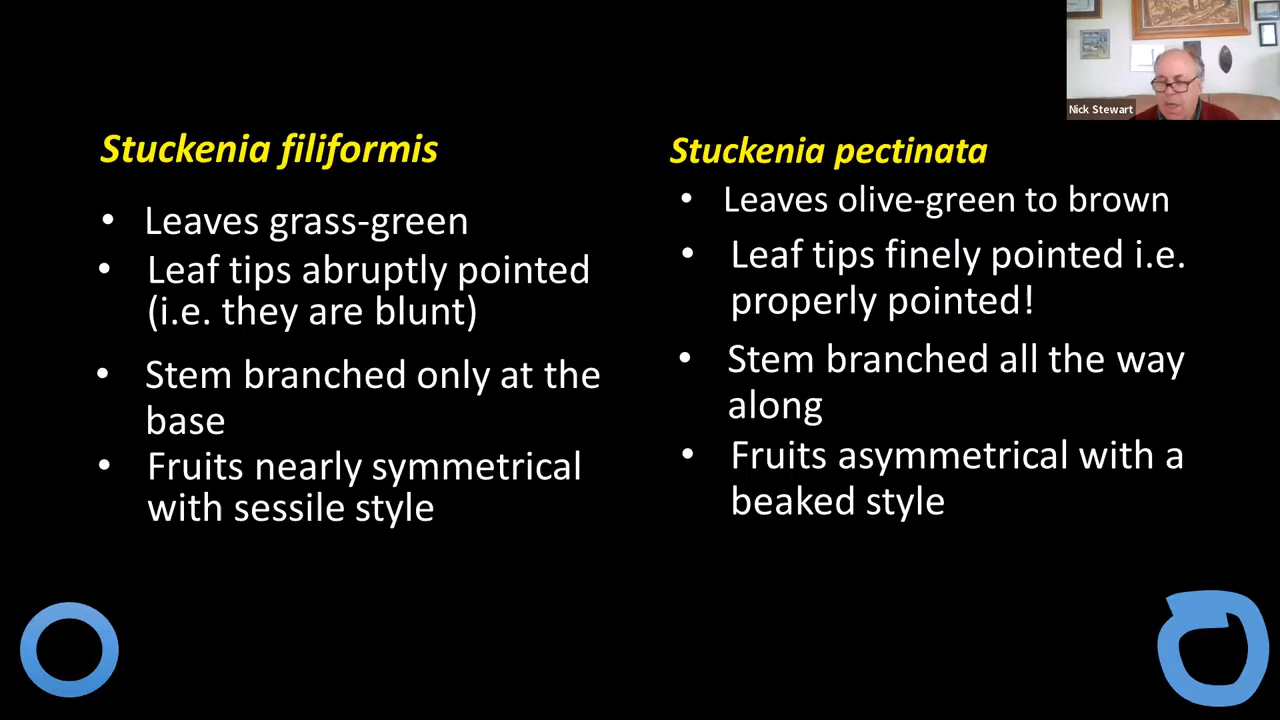 Nick Stewart
Stuckenia filiformis
• Leaves grass-green
• Leaf tips abruptly pointed
(i.e. they are blunt)
• Stem branched only at the
base
• Fruits nearly symmetrical
with sessile style
Stuckenia pectinata
• Leaves olive-green to brown
• Leaf tips finely pointed i.e.
properly pointed!
• Stem branched all the way
along
• Fruits asymmetrical with a
beaked style